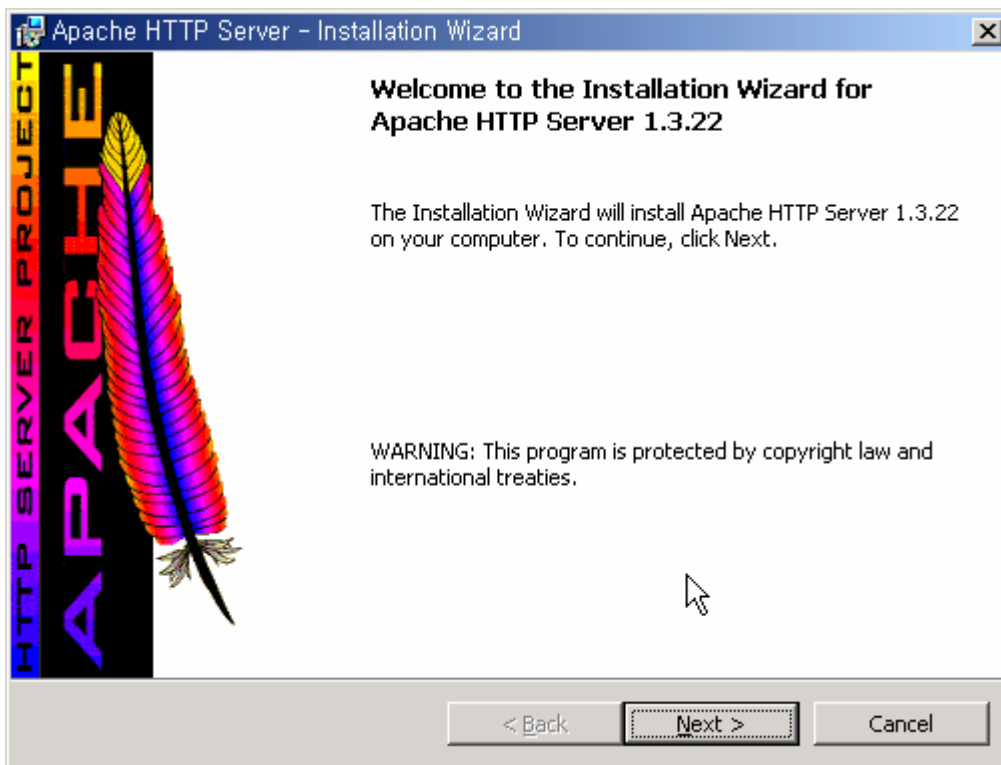 Apache HTTP Server – Installation Wizard
HTTP SERVER PROJECT
APACHE
Welcome to the Installation Wizard for
Apache HTTP Server 1.3.22
The Installation Wizard will install Apache HTTP Server 1.3.22
on your computer. To continue, click Next.
WARNING: This program is protected by copyright law and
international treaties.
< Back
Next >
Cancel